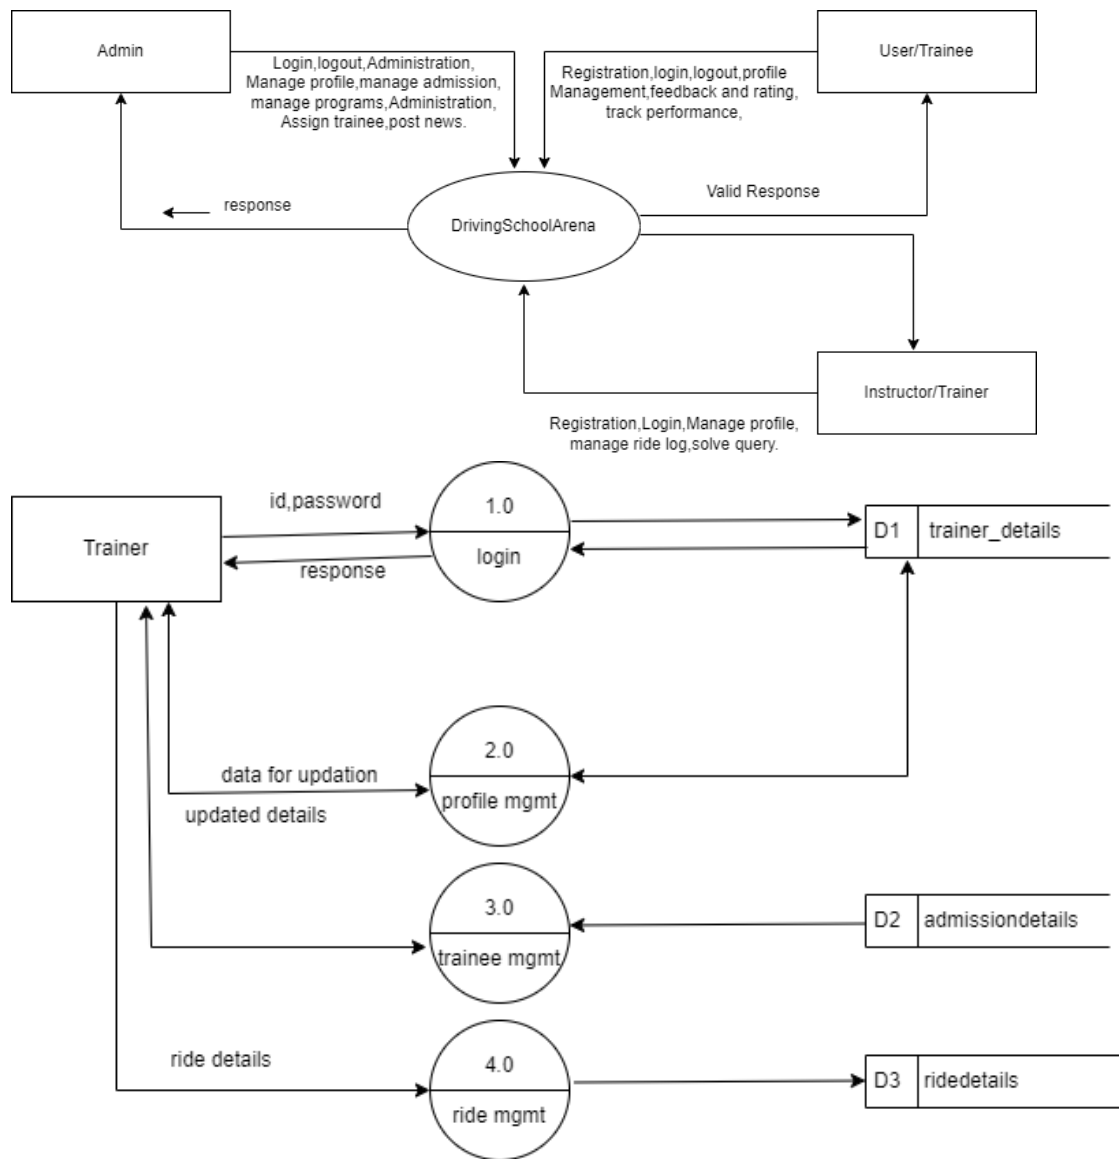 Admin
Login,logout,Administration,
Manage profile,manage admission,
manage programs,Administration,
Assign trainee,post news.
User/Trainee
Registration,login,logout,profile
Management,feedback and rating,
track performance,
response
Valid Response
DrivingSchoolArena
Instructor/Trainer
Registration,Login,Manage profile,
manage ride log,solve query.
Trainer
id,password
response
1.0
login
D1 trainer_details
data for updation
updated details
2.0
profile mgmt
3.0
trainee mgmt
D2 admissiondetails
ride details
4.0
ride mgmt
D3 ridedetails